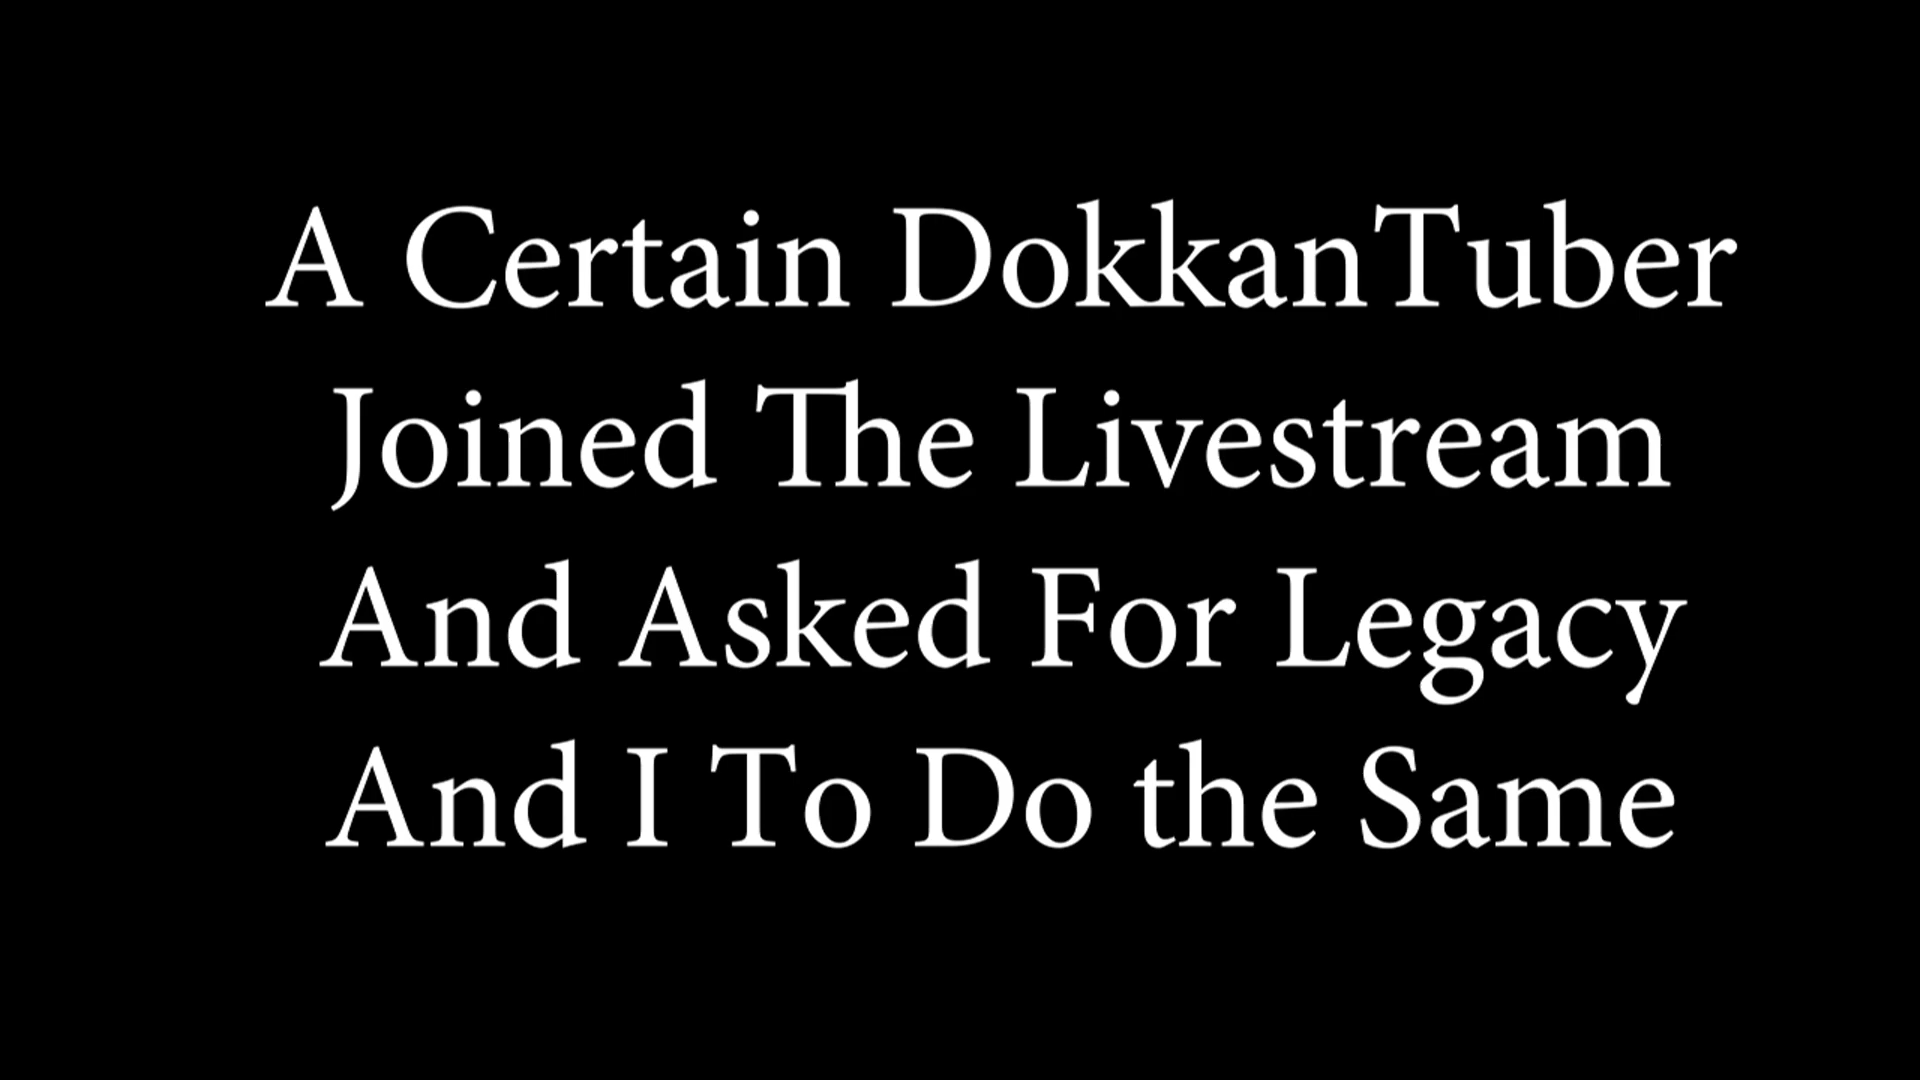 A Certain DokkanTuber
Joined The Livestream
And Asked For Legacy
And I To Do the Same